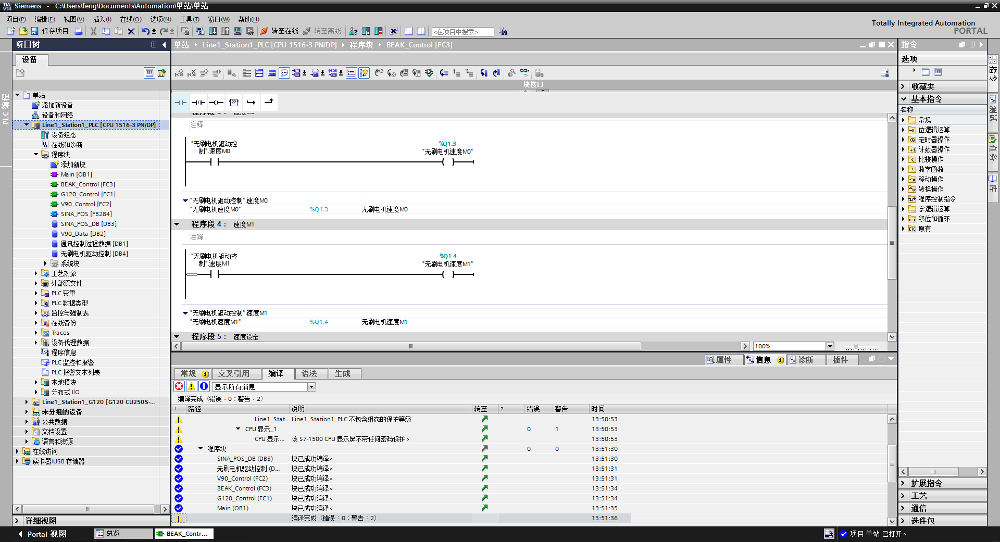 Siemens - C:\Users\feng\Documents\Automation\单站\单站
项目(P) 编辑(E) 视图(V) 插入(I) 在线(O) 选项(N) 工具(T) 窗口(W) 帮助(H)
Totally Integrated Automation
PORTAL
保存项目 转至在线 转至离线 <在项目中搜索>
项目树
设备
PLC 编程
单站
添加新设备
设备和网络
Line1_Station1_PLC [CPU 1516-3 PN/DP]
设备组态
在线和诊断
程序块
添加新块
Main [OB1]
BEAK_Control [FC3]
G120_Control [FC1]
V90_Control [FC2]
SINA_POS [FB284]
SINA_POS_DB [DB3]
V90_Data [DB2]
通讯控制过程数据 [DB1]
无刷电机驱动控制 [DB4]
系统块
工艺对象
外部源文件
PLC 变量
PLC 数据类型
监控与强制表
在线备份
Traces
设备代理数据
程序信息
PLC 监控和报警
PLC 报警文本列表
本地模块
分布式 I/O
Line1_Station1_G120 [G120 CU250S-...
未分组的设备
公共数据
文档设置
语言和资源
在线访问
读卡器/USB 存储器
详细视图
单站 Line1_Station1_PLC [CPU 1516-3 PN/DP] 程序块 BEAK_Control [FC3]
块接口
程序段 3： 速度M0
注释
"无刷电机驱动控
制".速度M0
%Q1.3
"无刷电机速度M0"
"无刷电机驱动控制".速度M0
"无刷电机速度M0" %Q1.3 无刷电机速度M0
程序段 4： 速度M1
注释
"无刷电机驱动控
制".速度M1
%Q1.4
"无刷电机速度M1"
"无刷电机驱动控制".速度M1
"无刷电机速度M1" %Q1.4 无刷电机速度M1
程序段 5： 速度设定
100%
属性 信息 诊断 插件
常规 交叉引用 编译 语法 生成
显示所有消息
编译完成（错误：0；警告：2）
! 路径 说明 转至 ? 错误 警告 时间
Line1_Stat... Line1_Station1_PLC 不包含组态的保护等级 13:50:53
CPU 显示_1 0 1 13:50:53
CPU 显示... 该 S7-1500 CPU 显示屏不带任何密码保护。 13:50:53
程序块 0 0 13:51:30
SINA_POS_DB (DB3) 块已成功编译。 13:51:30
无刷电机驱动控制 (D... 块已成功编译。 13:51:31
V90_Control (FC2) 块已成功编译。 13:51:31
BEAK_Control (FC3) 块已成功编译。 13:51:34
G120_Control (FC1) 块已成功编译。 13:51:34
Main (OB1) 块已成功编译。 13:51:35
编译完成（错误：0；警告：2） 13:51:36
指令
选项
收藏夹
基本指令
名称
常规
位逻辑运算
定时器操作
计数器操作
比较操作
数学函数
移动操作
转换操作
程序控制指令
字逻辑运算
移位和循环
原有
扩展指令
工艺
通信
选件包
指令
测试
任务
库
Portal 视图 总览 BEAK_Contr... 项目 单站 已打开。